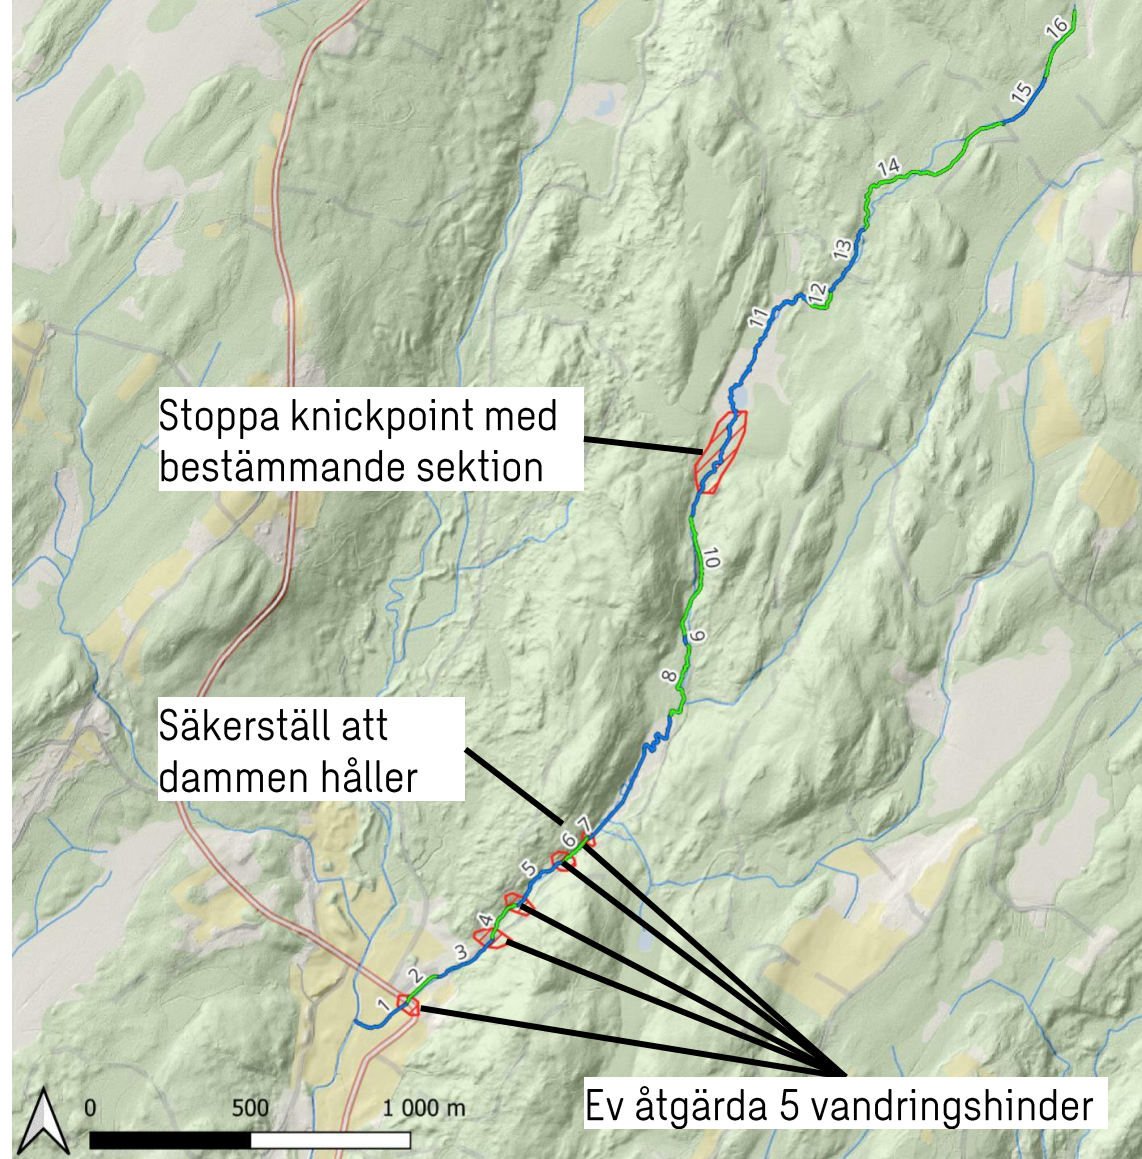 16
15
14
13
12
11
Stoppa knickpoint med
bestämmande sektion
10
9
8
Säkerställ att
dammen håller
7
6
5
4
3
2
1
0 500 1 000 m
Ev åtgärda 5 vandringshinder